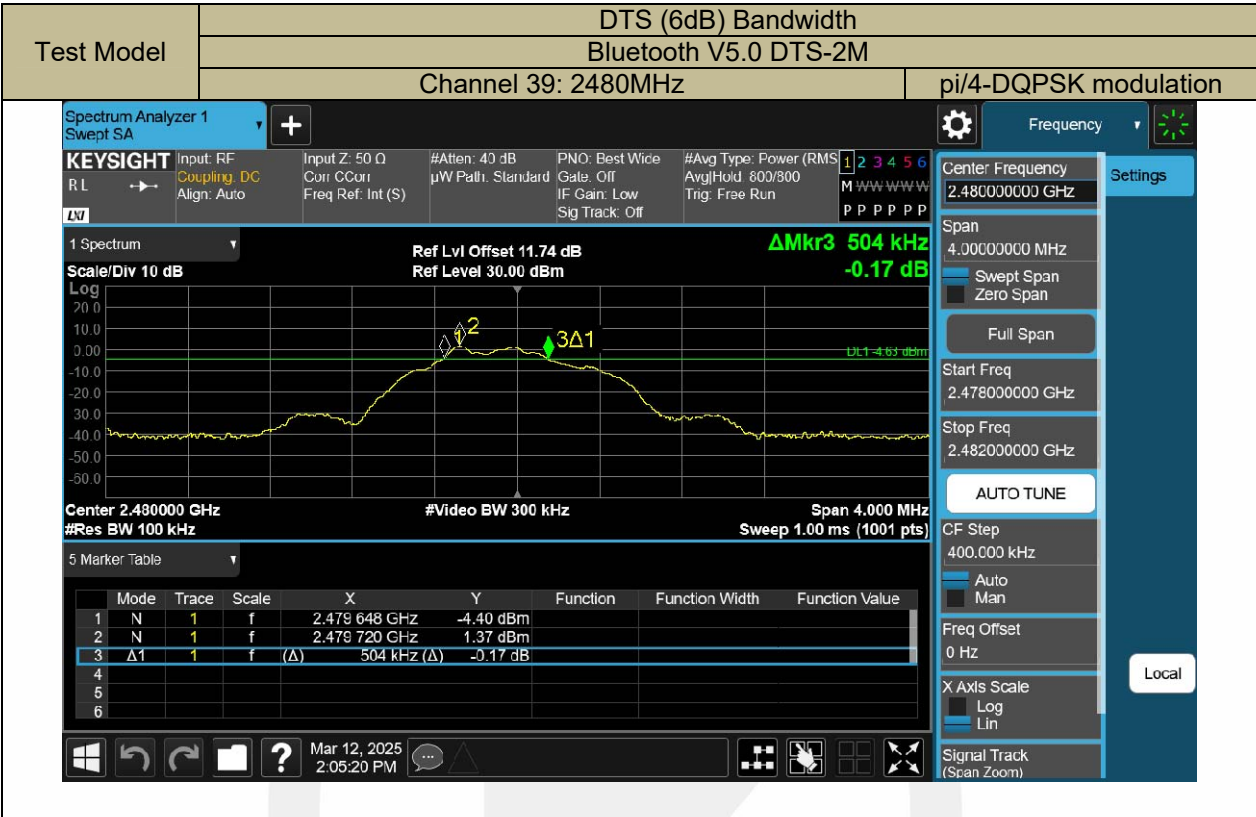 Test Model
DTS (6dB) Bandwidth
Bluetooth V5.0 DTS-2M
Channel 39: 2480MHz
pi/4-DQPSK modulation
Spectrum Analyzer 1
Swept SA
Frequency
KEYSIGHT
RL
LXI
Input: RF
Coupling: DC
Align: Auto
Input Z: 50 Ω
Corr CCorr
Freq Ref: Int (S)
#Atten: 40 dB
µW Path: Standard
PNO: Best Wide
Gate: Off
IF Gain: Low
Sig Track: Off
#Avg Type: Power (RMS
Avg|Hold: 800/800
Trig: Free Run
1 2 3 4 5 6
M W W W W W
P P P P P P
1 Spectrum
Scale/Div 10 dB
Ref Lvl Offset 11.74 dB
Ref Level 30.00 dBm
ΔMkr3 504 kHz
-0.17 dB
Log
20.0
10.0
0.00
-10.0
-20.0
30.0
-40.0
-50.0
-60.0
1
2
3Δ1
DL1 -4.63 dBm
Center 2.480000 GHz
#Res BW 100 kHz
#Video BW 300 kHz
Span 4.000 MHz
Sweep 1.00 ms (1001 pts)
5 Marker Table
Mode Trace Scale X Y Function Function Width Function Value
1 N 1 f 2.479 648 GHz -4.40 dBm
2 N 1 f 2.479 720 GHz 1.37 dBm
3 Δ1 1 f (Δ) 504 kHz (Δ) -0.17 dB
4
5
6
Mar 12, 2025
2:05:20 PM
Center Frequency
2.480000000 GHz
Settings
Span
4.00000000 MHz
Swept Span
Zero Span
Full Span
Start Freq
2.478000000 GHz
Stop Freq
2.482000000 GHz
AUTO TUNE
CF Step
400.000 kHz
Auto
Man
Freq Offset
0 Hz
X Axis Scale
Log
Lin
Local
Signal Track
(Span Zoom)